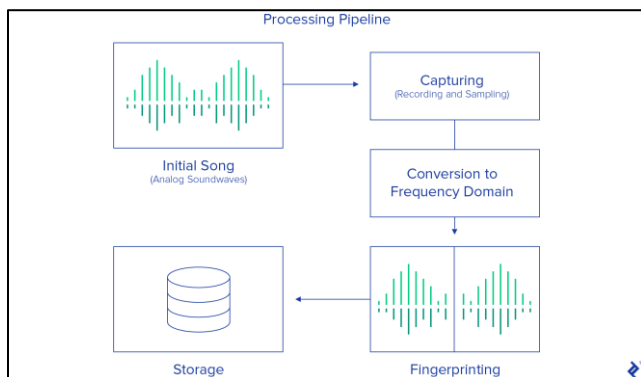 Processing Pipeline
Capturing
(Recording and Sampling)
Initial Song
(Analog Soundwaves)
Conversion to
Frequency Domain
Storage
Fingerprinting